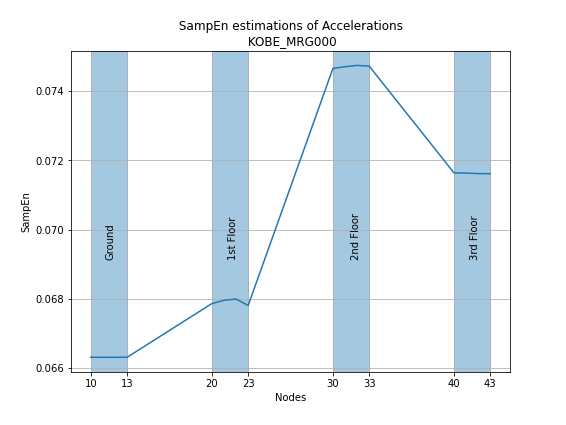 SampEn estimations of Accelerations
KOBE_MRG000
SampEn
0.074
0.072
0.070
0.068
0.066
Ground
1st Floor
2nd Floor
3rd Floor
10 13 20 23 30 33 40 43
Nodes